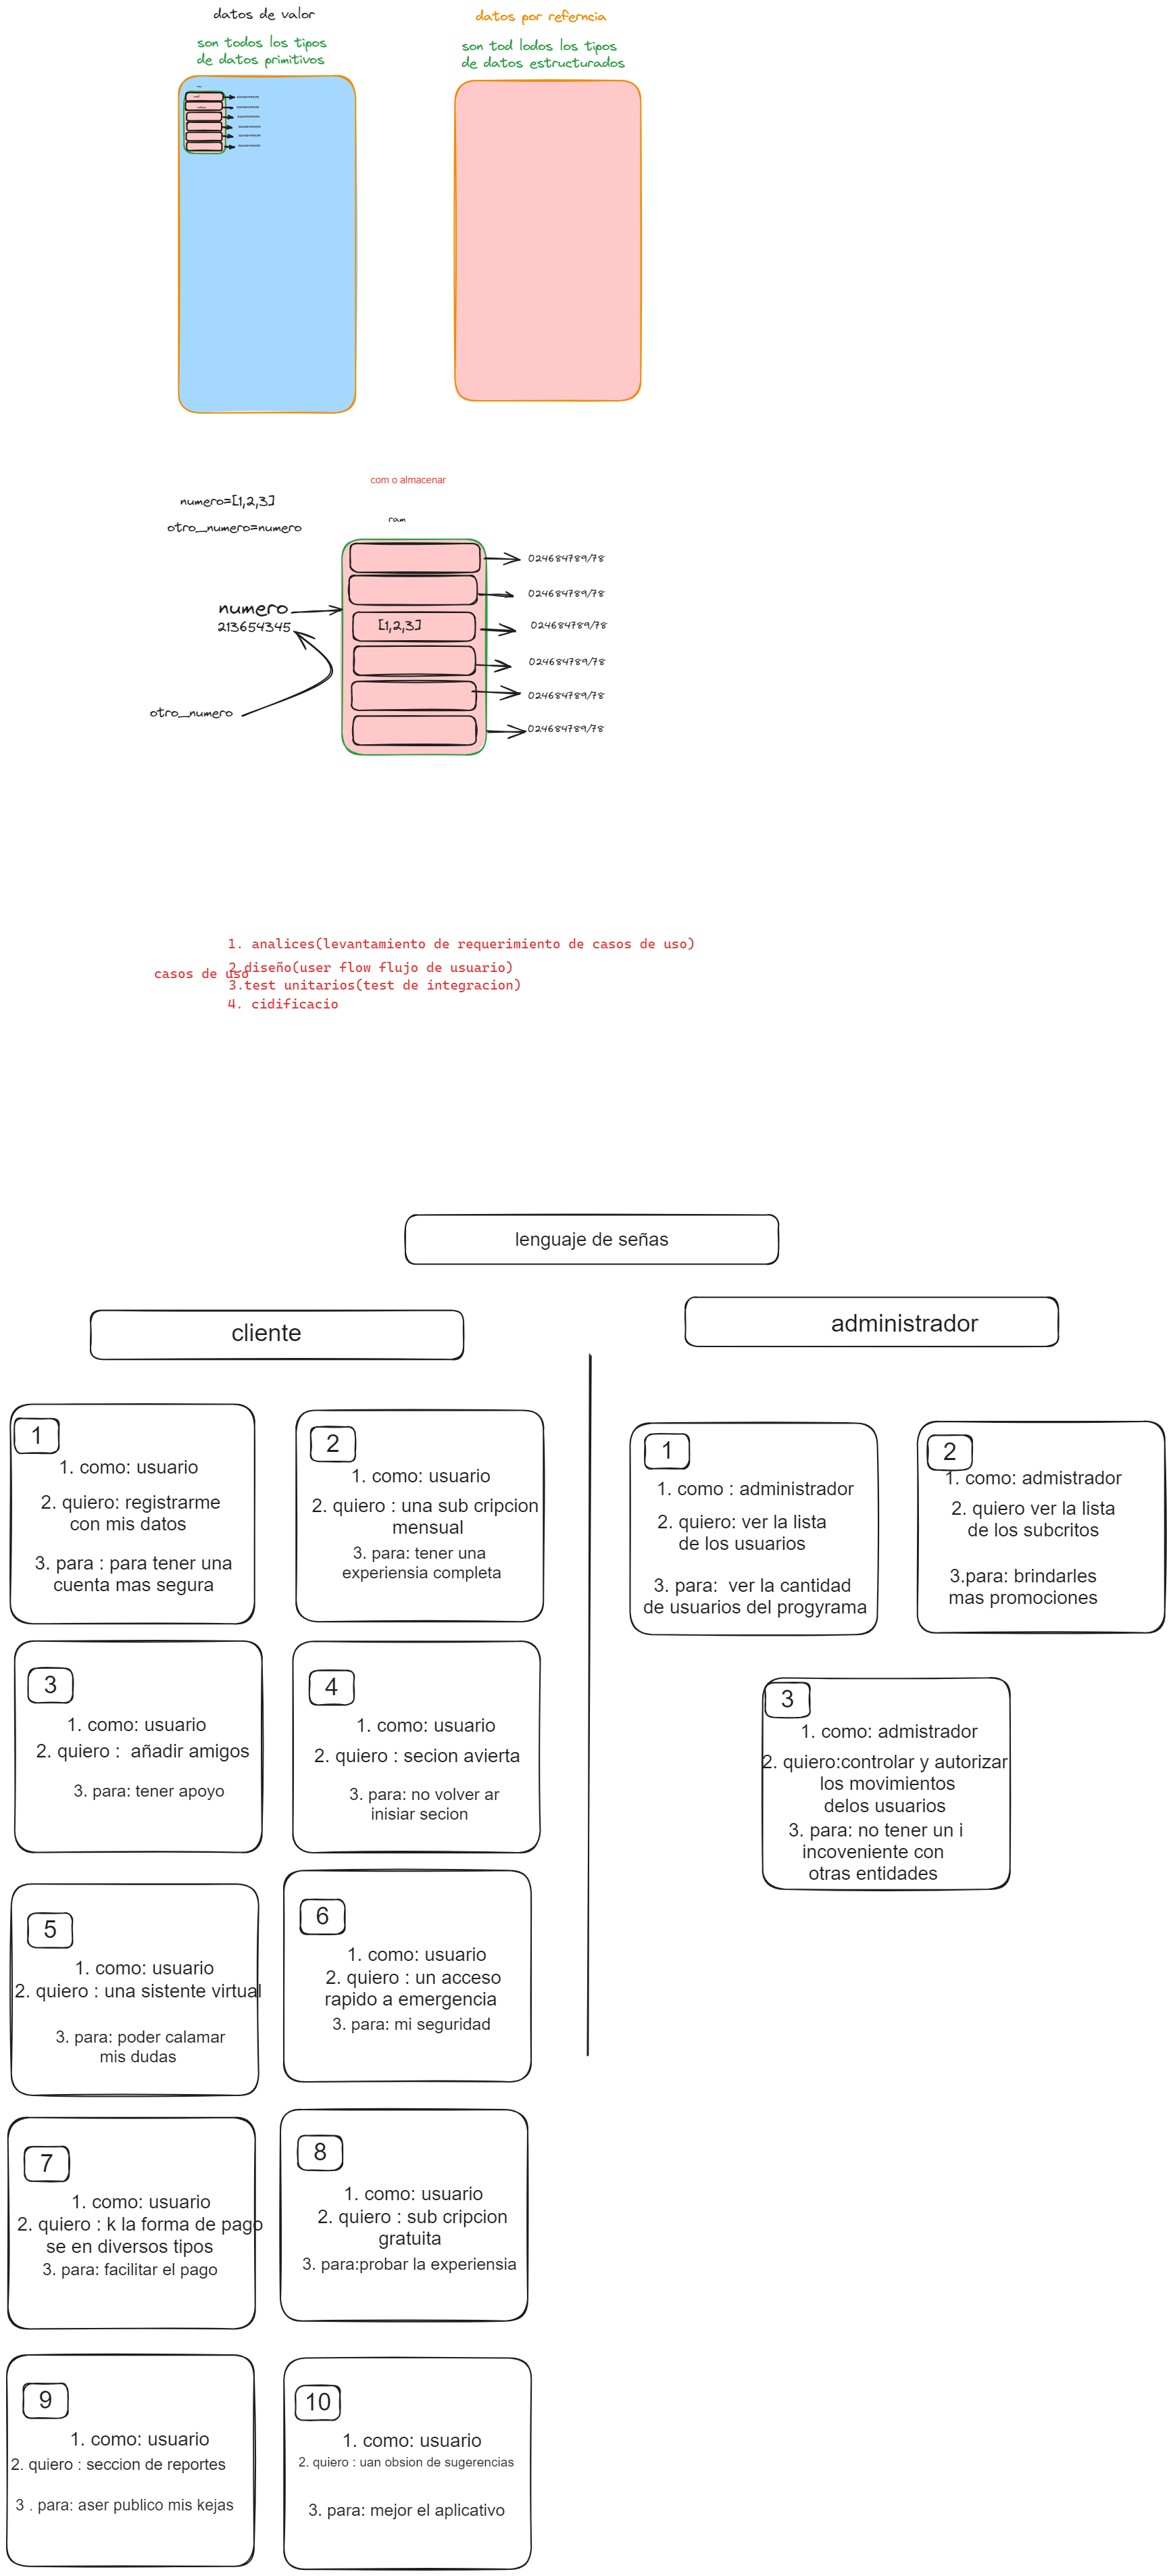 datos de valor
son todos los tipos
de datos primitivos
datos por referncia
son tod lodos los tipos
de datos estructurados
com o almacenar
numero=[1,2,3]
otro_numero=numero
ram
024684789/78
024684789/78
numero
213654345
[1,2,3]
024684789/78
024684789/78
024684789/78
otro_numero
024684789/78
casos de uso
1. analices(levantamiento de requerimiento de casos de uso)
2.diseño(user flow flujo de usuario)
3.test unitarios(test de integracion)
4. cidificacio
lenguaje de señas
cliente
1
1. como: usuario
2. quiero: registrarme
con mis datos
3. para : para tener una
cuenta mas segura
2
1. como: usuario
2. quiero : una sub cripcion
mensual
3. para: tener una
experiensia completa
3
1. como: usuario
2. quiero :  añadir amigos
3. para: tener apoyo
4
1. como: usuario
2. quiero : secion avierta
3. para: no volver ar
inisiar secion
5
1. como: usuario
2. quiero : una sistente virtual
3. para: poder calamar
mis dudas
6
1. como: usuario
2. quiero : un acceso
rapido a emergencia
3. para: mi seguridad
7
1. como: usuario
2. quiero : k la forma de pago
se en diversos tipos
3. para: facilitar el pago
8
1. como: usuario
2. quiero : sub cripcion
gratuita
3. para:probar la experiensia
9
1. como: usuario
2. quiero : seccion de reportes
3 . para: aser publico mis kejas
10
1. como: usuario
2. quiero : uan obsion de sugerencias
3. para: mejor el aplicativo
administrador
1
1. como : administrador
2. quiero: ver la lista
de los usuarios
3. para:  ver la cantidad
de usuarios del progyrama
2
1. como: admistrador
2. quiero ver la lista
de los subcritos
3.para: brindarles
mas promociones
3
1. como: admistrador
2. quiero:controlar y autorizar
los movimientos
delos usuarios
3. para: no tener un i
incoveniente con
otras entidades